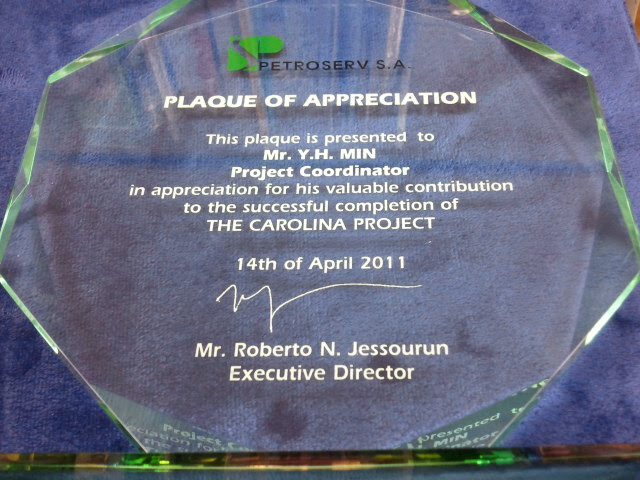 PETROSERV S.A.
PLAQUE OF APPRECIATION
This plaque is presented to
Mr. Y.H. MIN
Project Coordinator
in appreciation for his valuable contribution
to the successful completion of
THE CAROLINA PROJECT
14th of April 2011
Mr. Roberto N. Jessourun
Executive Director